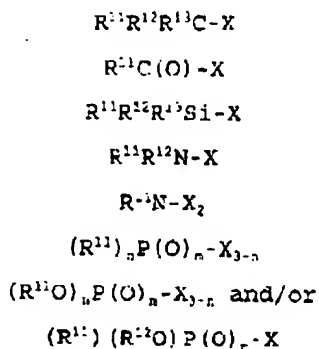 R¹¹R¹²R¹³C-X
R¹¹C(O)-X
R¹¹R¹²R¹³Si-X
R¹¹R¹²N-X
R¹¹N-X₂
(R¹¹)ₙP(O)ₘ-X₃₋ₙ
(R¹¹O)ₙP(O)ₘ-X₃₋ₙ and/or
(R¹¹)(R¹²O)P(O)ₘ-X